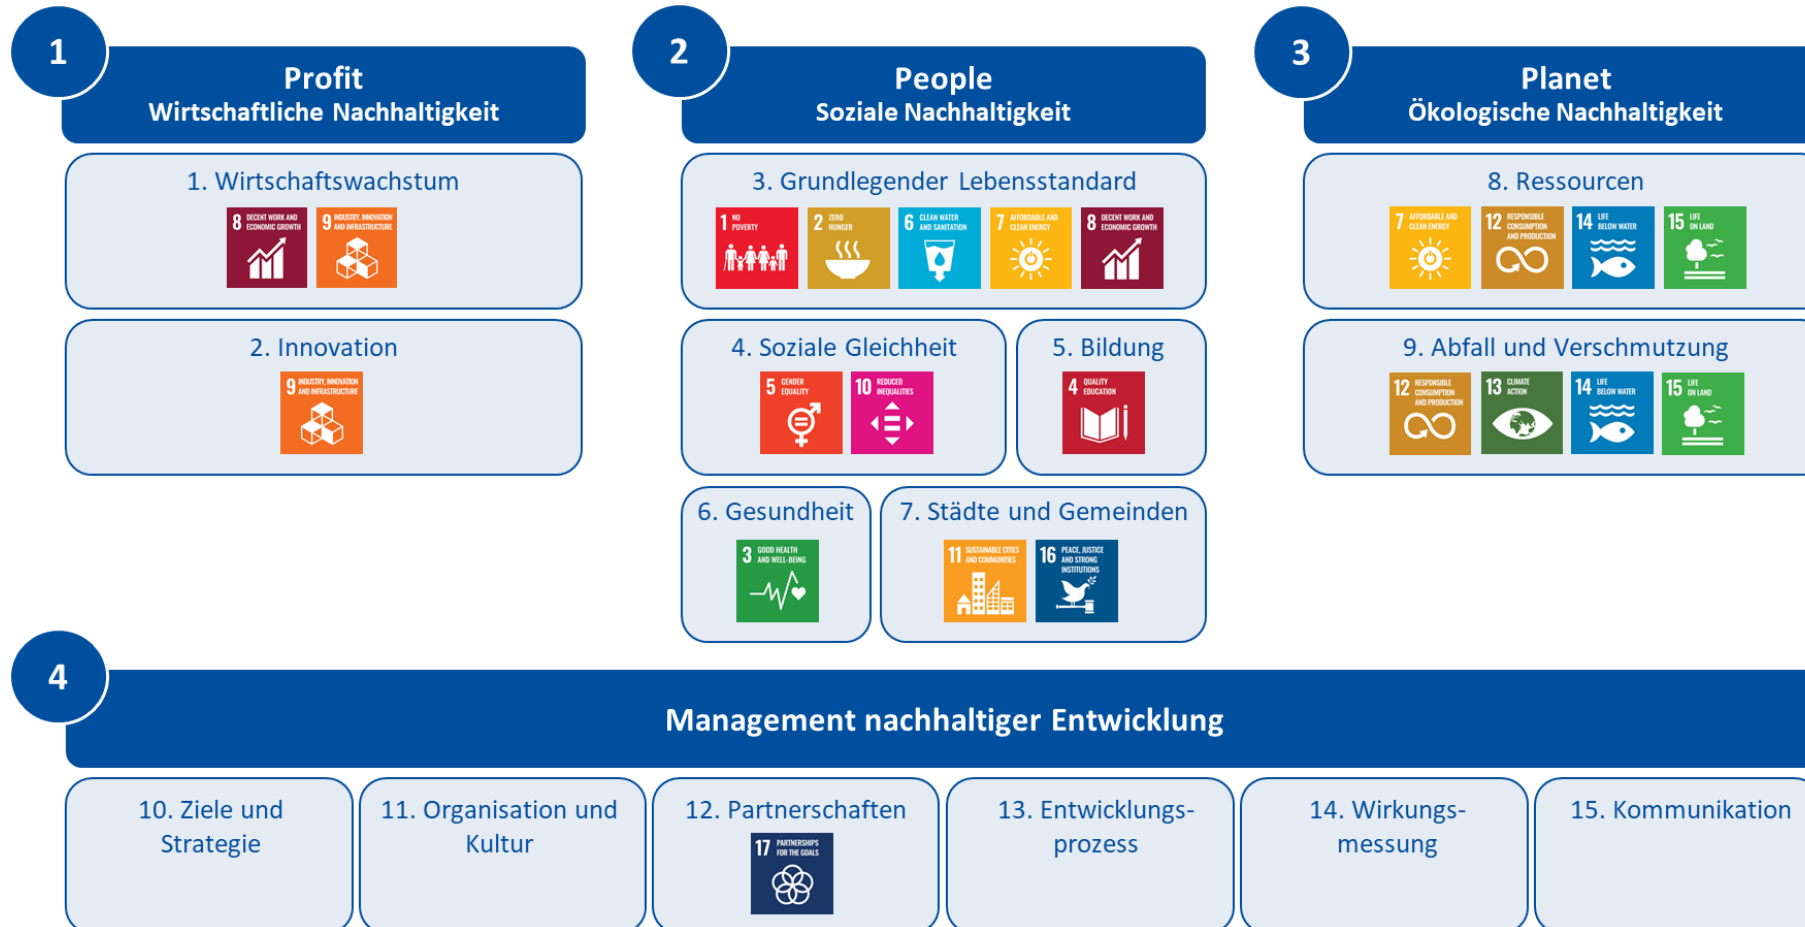 1
Profit
Wirtschaftliche Nachhaltigkeit
1. Wirtschaftswachstum
8 DECENT WORK AND
ECONOMIC GROWTH
9 INDUSTRY, INNOVATION
AND INFRASTRUCTURE
2. Innovation
9 INDUSTRY, INNOVATION
AND INFRASTRUCTURE
2
People
Soziale Nachhaltigkeit
3. Grundlegender Lebensstandard
1 NO
POVERTY
2 ZERO
HUNGER
6 CLEAN WATER
AND SANITATION
7 AFFORDABLE AND
CLEAN ENERGY
8 DECENT WORK AND
ECONOMIC GROWTH
4. Soziale Gleichheit
5 GENDER
EQUALITY
10 REDUCED
INEQUALITIES
5. Bildung
4 QUALITY
EDUCATION
6. Gesundheit
3 GOOD HEALTH
AND WELL-BEING
7. Städte und Gemeinden
11 SUSTAINABLE CITIES
AND COMMUNITIES
16 PEACE, JUSTICE
AND STRONG
INSTITUTIONS
3
Planet
Ökologische Nachhaltigkeit
8. Ressourcen
7 AFFORDABLE AND
CLEAN ENERGY
12 RESPONSIBLE
CONSUMPTION
AND PRODUCTION
14 LIFE
BELOW WATER
15 LIFE
ON LAND
9. Abfall und Verschmutzung
12 RESPONSIBLE
CONSUMPTION
AND PRODUCTION
13 CLIMATE
ACTION
14 LIFE
BELOW WATER
15 LIFE
ON LAND
4
Management nachhaltiger Entwicklung
10. Ziele und
Strategie
11. Organisation und
Kultur
12. Partnerschaften
17 PARTNERSHIPS
FOR THE GOALS
13. Entwicklungs-
prozess
14. Wirkungs-
messung
15. Kommunikation